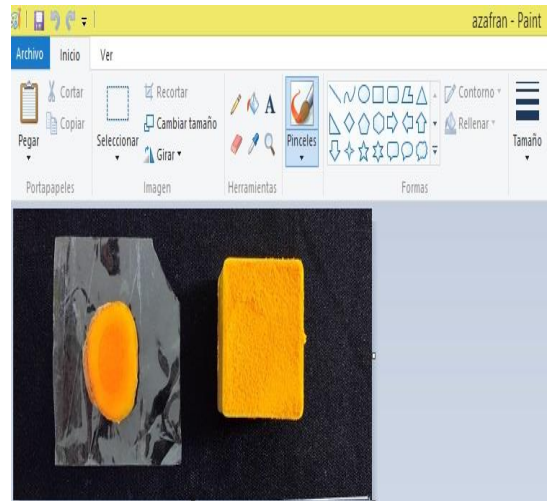 azafran - Paint
Archivo Inicio Ver
Pegar
Cortar
Copiar
Portapapeles
Seleccionar
Recortar
Cambiar tamaño
Girar
Imagen
A
Herramientas
Pinceles
Contorno
Rellenar
Formas
Tamaño